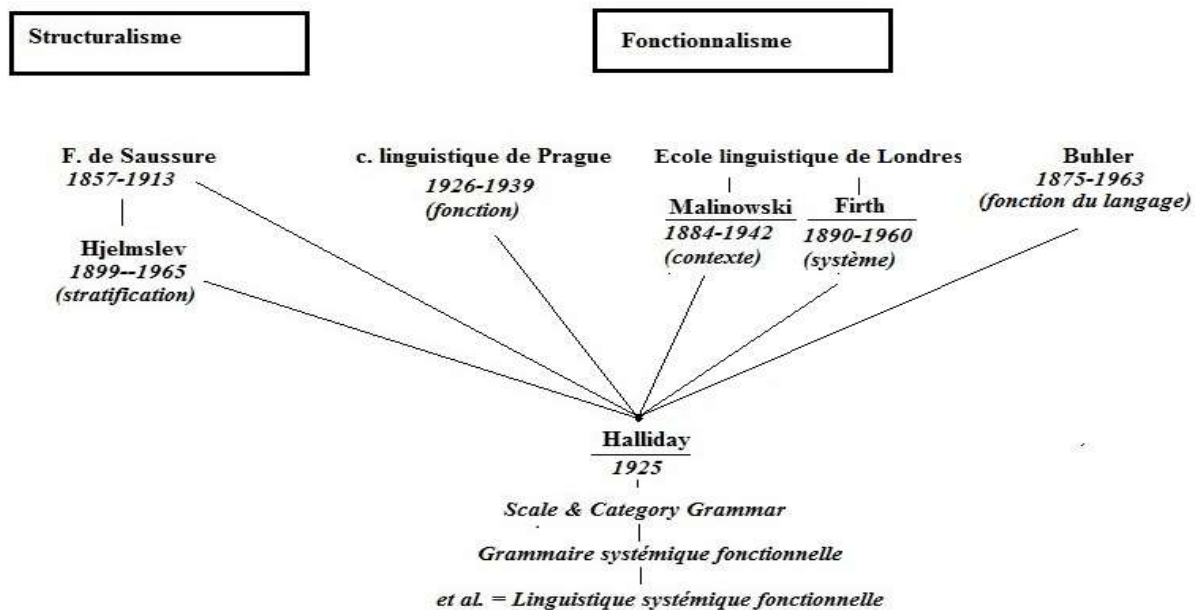 Structuralisme
Fonctionnalisme
F. de Saussure
1857-1913
Hjelmslev
1899--1965
(stratification)
c. linguistique de Prague
1926-1939
(fonction)
Ecole linguistique de Londres
Malinowski
1884-1942
(contexte)
Firth
1890-1960
(système)
Buhler
1875-1963
(fonction du langage)
Halliday
1925
Scale & Category Grammar
Grammaire systémique fonctionnelle
et al. = Linguistique systémique fonctionnelle